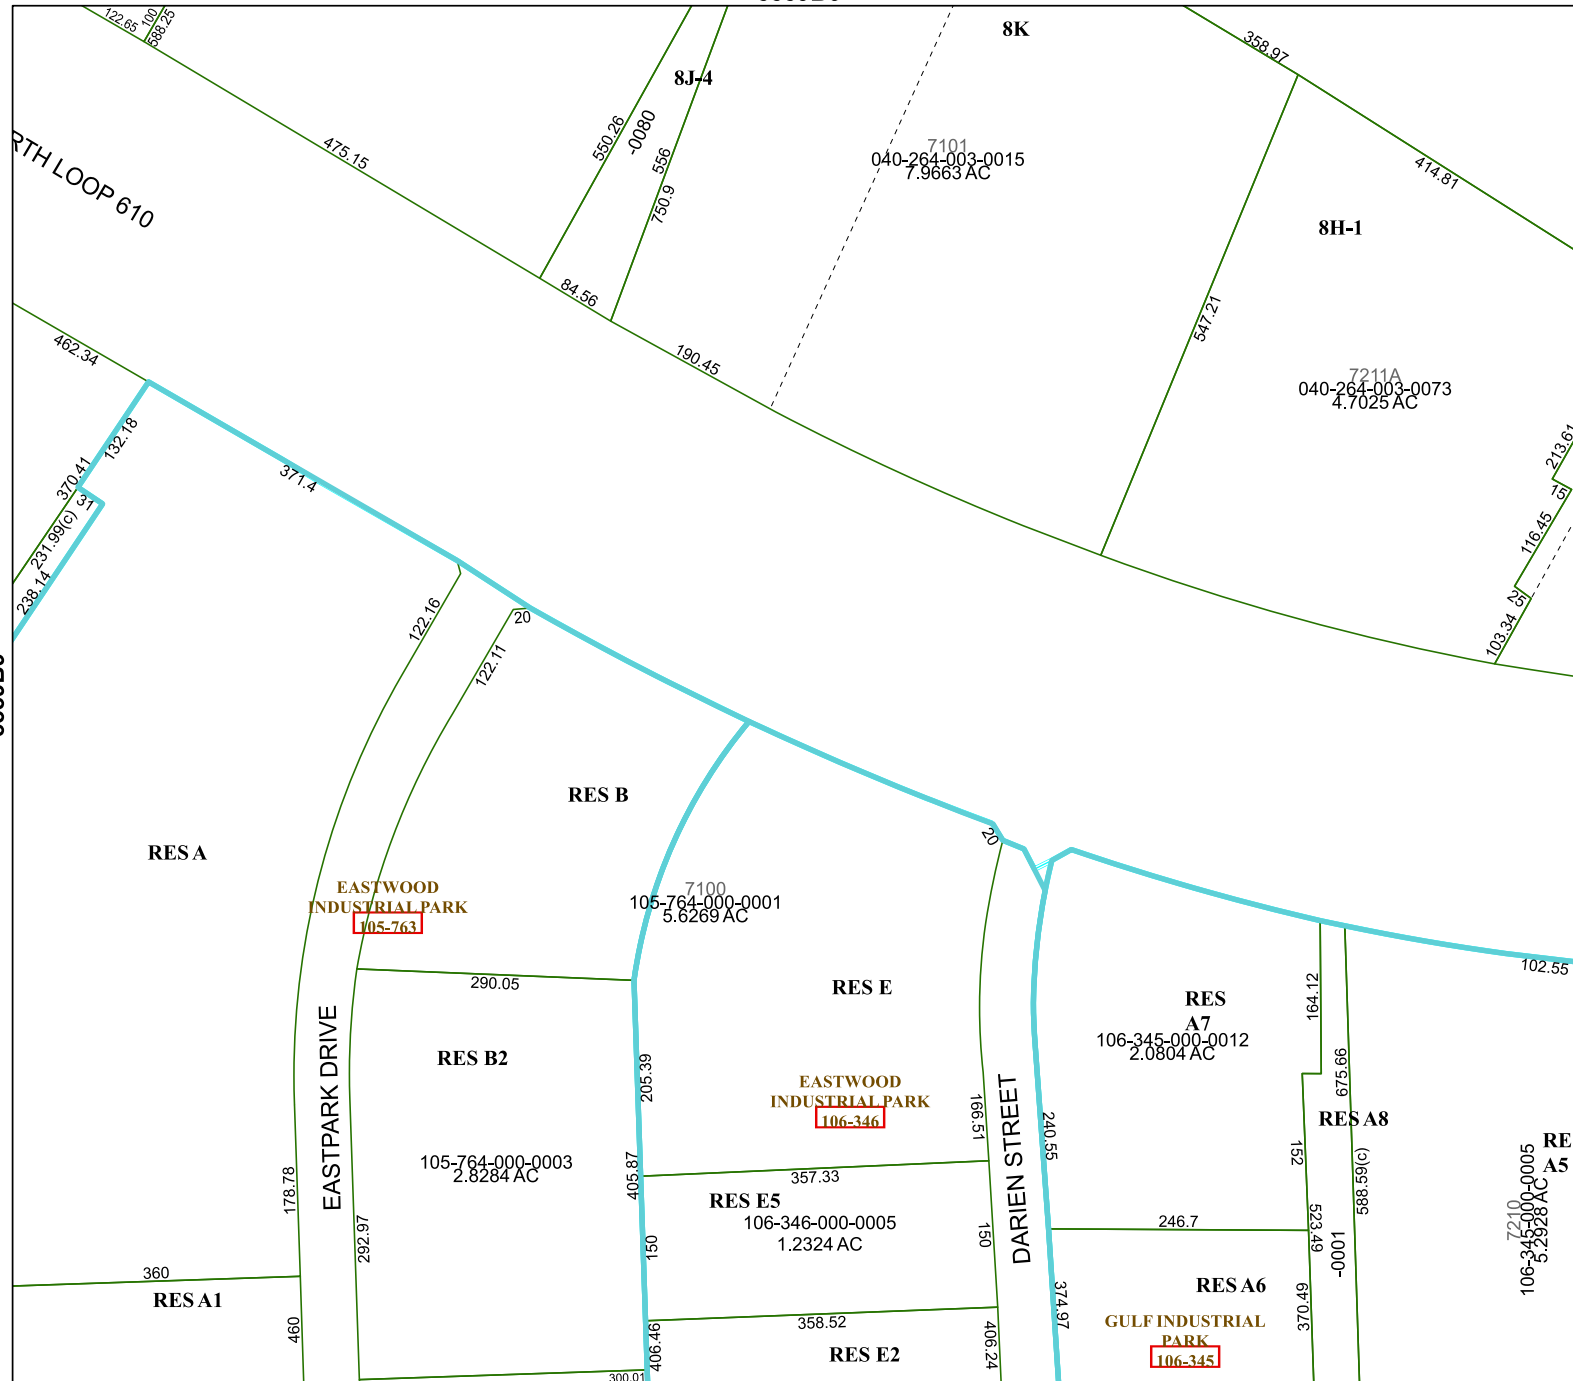 122.65
100
588.25
8K
358.97
8J-4
550.26
-0080
556
750.9
475.15
RTH LOOP 610
7101
040-264-003-0015
7.9663 AC
414.81
8H-1
84.56
190.45
547.21
7211A
040-264-003-0073
4.7025 AC
462.34
132.18
370.41
31
231.99(c)
238.14
371.4
213.61
15
116.45
25
103.34
122.16
20
122.11
RES B
RES A
20
EASTWOOD
INDUSTRIAL PARK
105-763
7100
105-764-000-0001
5.6269 AC
290.05
RES E
102.55
RES
A7
106-345-000-0012
2.0804 AC
164.12
675.66
EASTPARK DRIVE
RES B2
205.39
EASTWOOD
INDUSTRIAL PARK
106-346
166.51
DARIEN STREET
240.55
RES A8
152
588.59(c)
RE
A5
7210
106-345-000-0005
5.2928 AC
105-764-000-0003
2.8284 AC
178.78
292.97
405.87
357.33
RES E5
106-346-000-0005
1.2324 AC
150
150
246.7
523.49
-0001
360
RES A1
460
358.52
RES E2
406.46
406.24
374.97
RES A6
370.49
GULF INDUSTRIAL
PARK
106-345
300.01